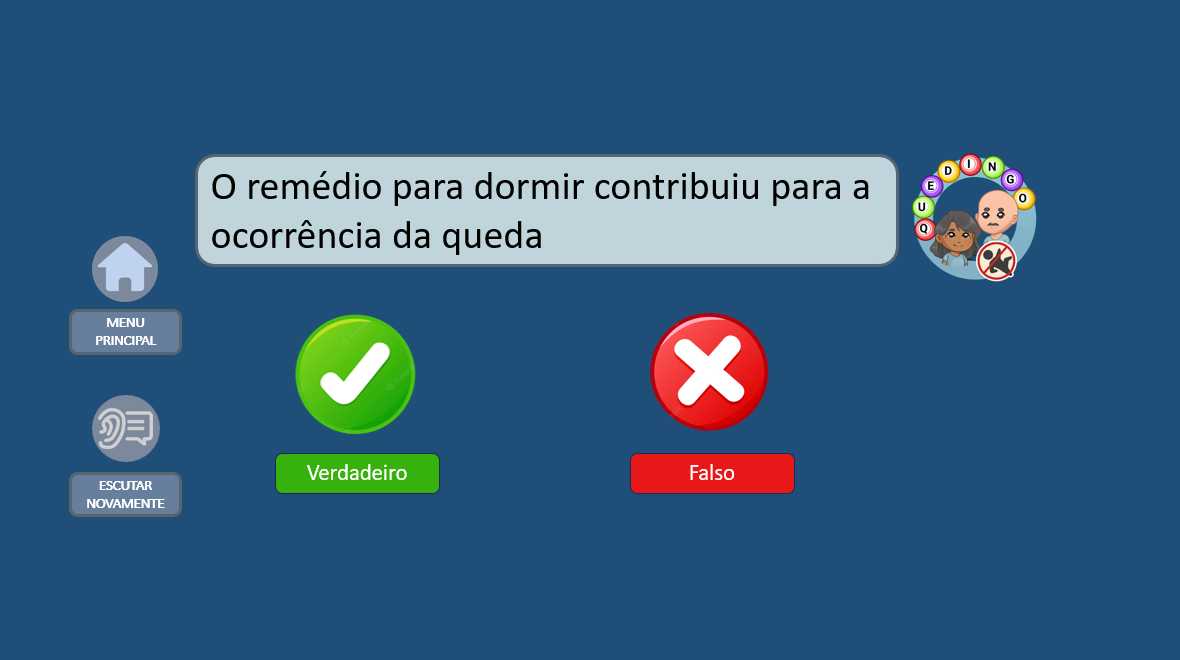 O remédio para dormir contribuiu para a
ocorrência da queda
QUEDINGO
MENU
PRINCIPAL
ESCUTAR
NOVAMENTE
Verdadeiro
Falso